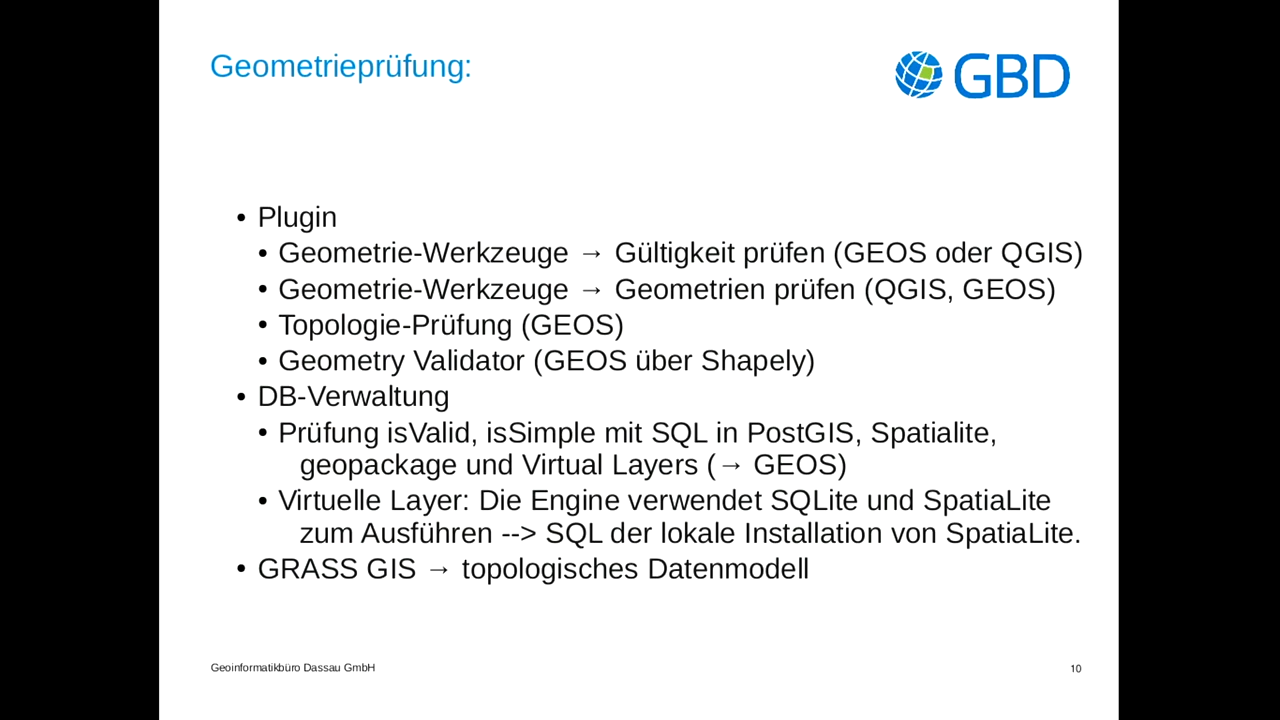 Geometrieprüfung:
GBD
• Plugin
• Geometrie-Werkzeuge → Gültigkeit prüfen (GEOS oder QGIS)
• Geometrie-Werkzeuge → Geometrien prüfen (QGIS, GEOS)
• Topologie-Prüfung (GEOS)
• Geometry Validator (GEOS über Shapely)
• DB-Verwaltung
• Prüfung isValid, isSimple mit SQL in PostGIS, Spatialite,
geopackage und Virtual Layers (→ GEOS)
• Virtuelle Layer: Die Engine verwendet SQLite und SpatiaLite
zum Ausführen --> SQL der lokale Installation von SpatiaLite.
• GRASS GIS → topologisches Datenmodell
Geoinformatikbüro Dassau GmbH
10